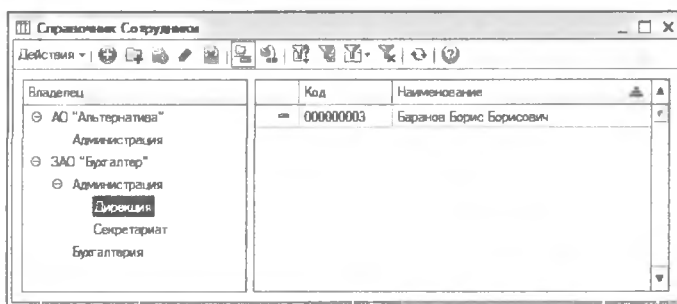 Справочник Сотрудники
Действия
Владелец
АО "Альтернатива"
Администрация
ЗАО "Бухгалтер"
Администрация
Дирекция
Секретариат
Бухгалтерия
Код Наименование
000000003 Баранов Борис Борисович